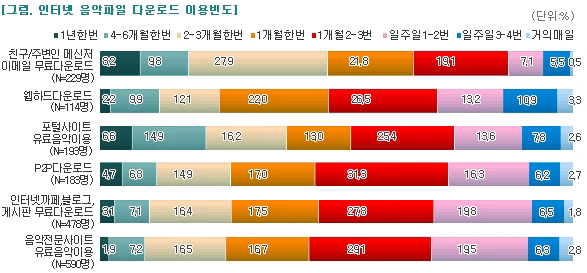 [그림. 인터넷 음악파일 다운로드 이용빈도]
(단위:%)
1년한번 4-6개월한번 2-3개월한번 1개월한번 1개월2-3번 일주일1-2번 일주일3-4번 거의매일
친구/주변인 메신저
이메일 무료다운로드
(N=229명)
8.2 9.8 27.9 21.8 19.1 7.1 5.5 0.5
웹하드다운로드
(N=114명)
2.2 9.9 12.1 22.0 26.5 13.2 10.9 3.3
포털사이트
유료음악이용
(N=193명)
6.6 14.9 16.2 13.0 25.4 13.6 7.8 2.6
P2P다운로드
(N=183명)
4.7 6.8 14.9 17.0 31.3 16.3 6.2 2.7
인터넷까페,블로그,
게시판 무료다운로드
(N=478명)
3.1 7.1 16.4 17.5 27.8 19.8 6.5 1.8
음악전문사이트
유료음악이용
(N=590명)
1.9 7.2 16.5 16.7 29.1 19.5 6.3 2.8